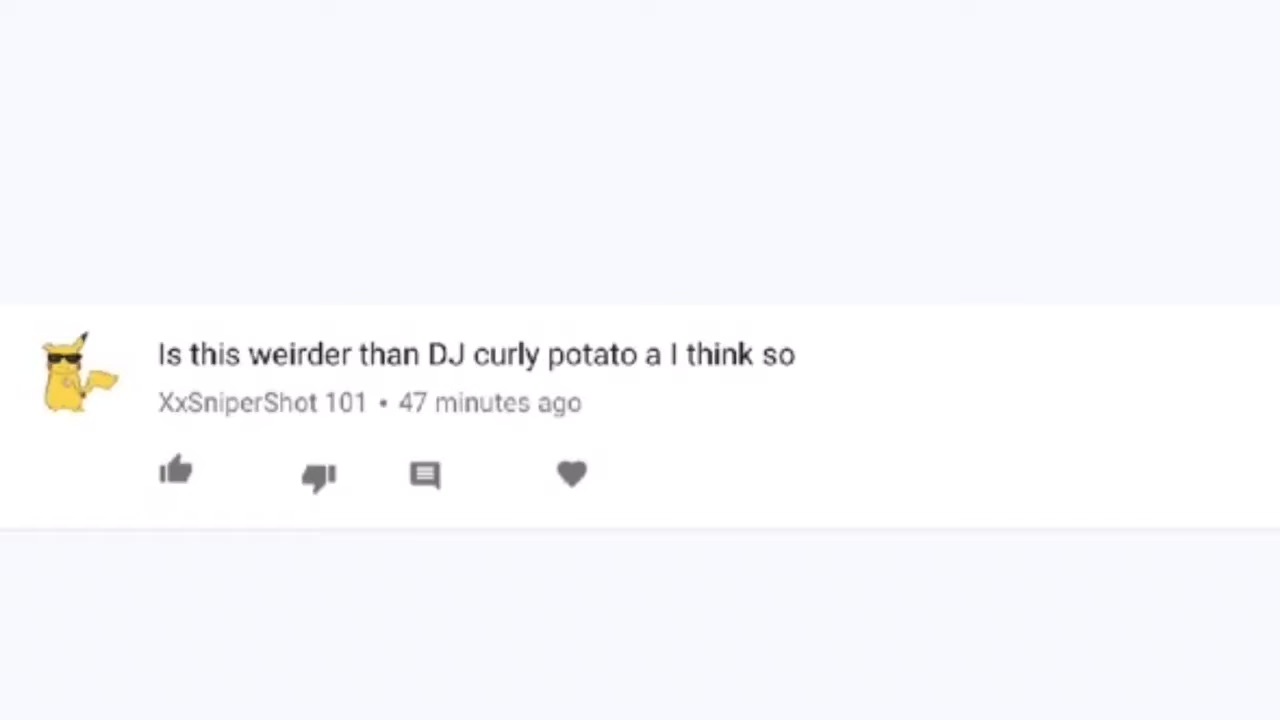 Is this weirder than DJ curly potato a I think so
XxSniperShot 101 • 47 minutes ago